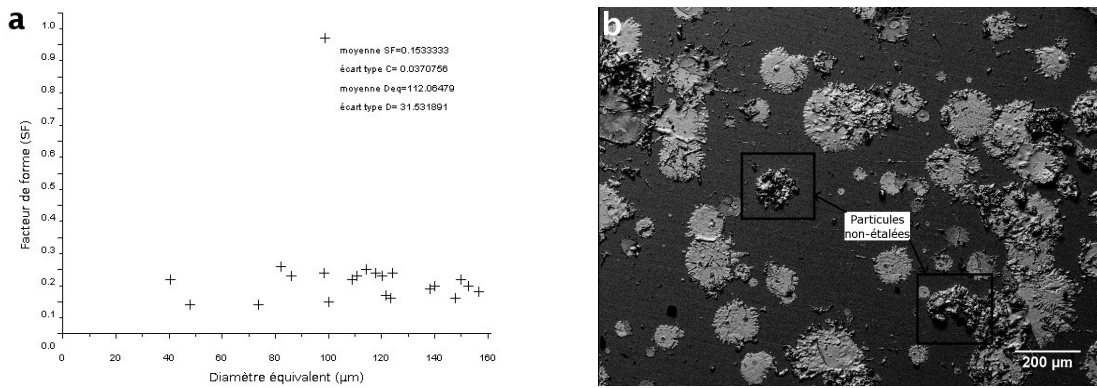 a
1.0
0.9
0.8
0.7
0.6
0.5
0.4
0.3
0.2
0.1
0
0 20 40 60 80 100 120 140 160
Facteur de forme (SF)
Diamètre équivalent (µm)
moyenne SF=0.1533333
écart type C= 0.0370756
moyenne Deq=112.06479
écart type D= 31.531891
b
Particules
non-étalées
200 µm